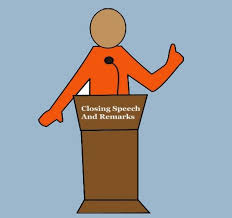 Closing Speech
And Remarks